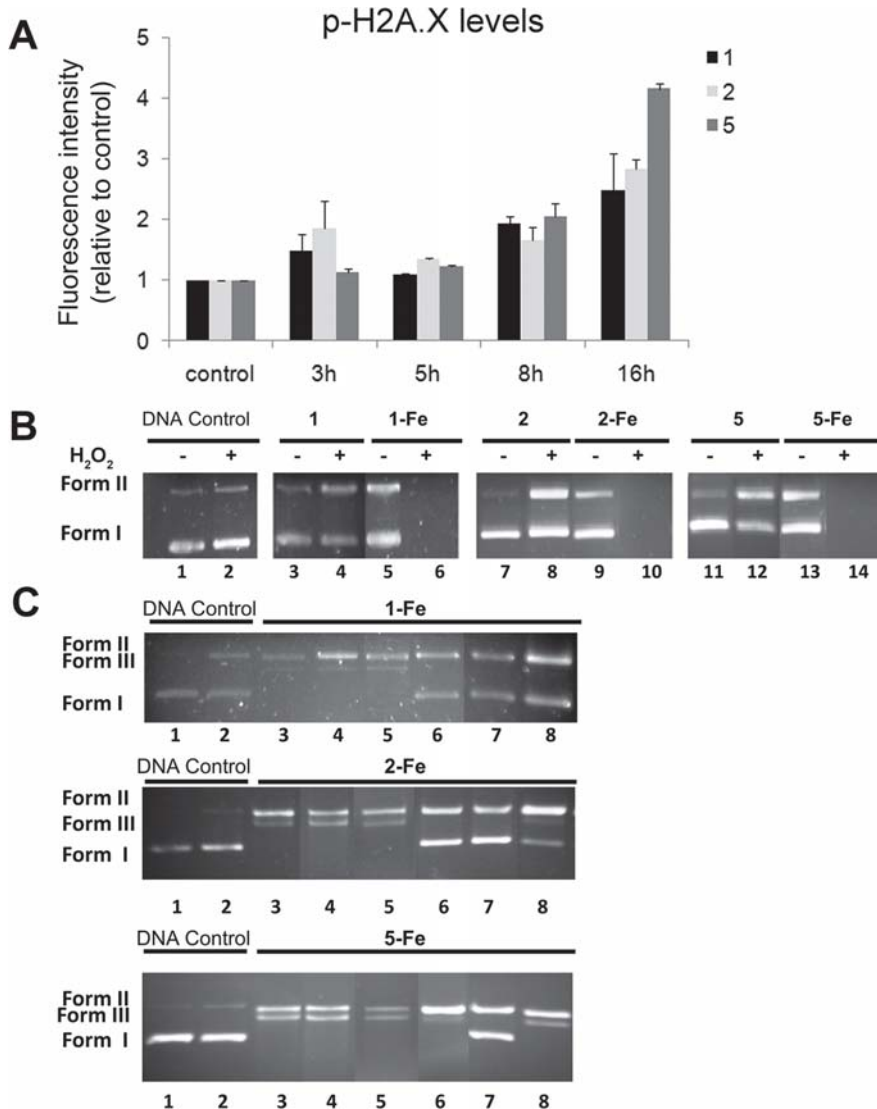 A
p-H2A.X levels
Fluorescence intensity
(relative to control)
5
4
3
2
1
0
control 3h 5h 8h 16h
1
2
5
B
DNA Control 1 1-Fe 2 2-Fe 5 5-Fe
H2O2 - + - + - + - + - + - + - +
Form II
Form I
1 2 3 4 5 6 7 8 9 10 11 12 13 14
C
DNA Control 1-Fe
Form II
Form III
Form I
1 2 3 4 5 6 7 8
DNA Control 2-Fe
Form II
Form III
Form I
1 2 3 4 5 6 7 8
DNA Control 5-Fe
Form II
Form III
Form I
1 2 3 4 5 6 7 8